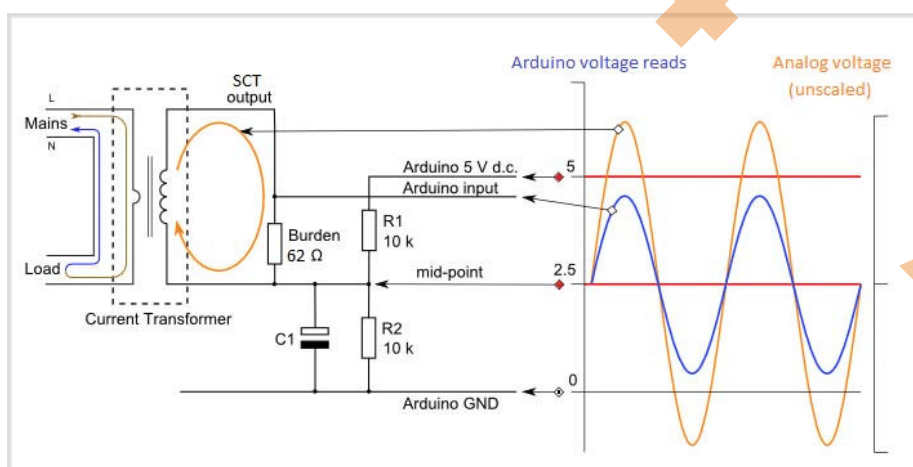 Arduino voltage reads
Analog voltage
(unscaled)
SCT
output
L
Mains
N
Arduino 5 V d.c.
5
Arduino input
R1
10 k
Burden
62 Ω
Load
mid-point
2.5
Current Transformer
C1
R2
10 k
0
Arduino GND